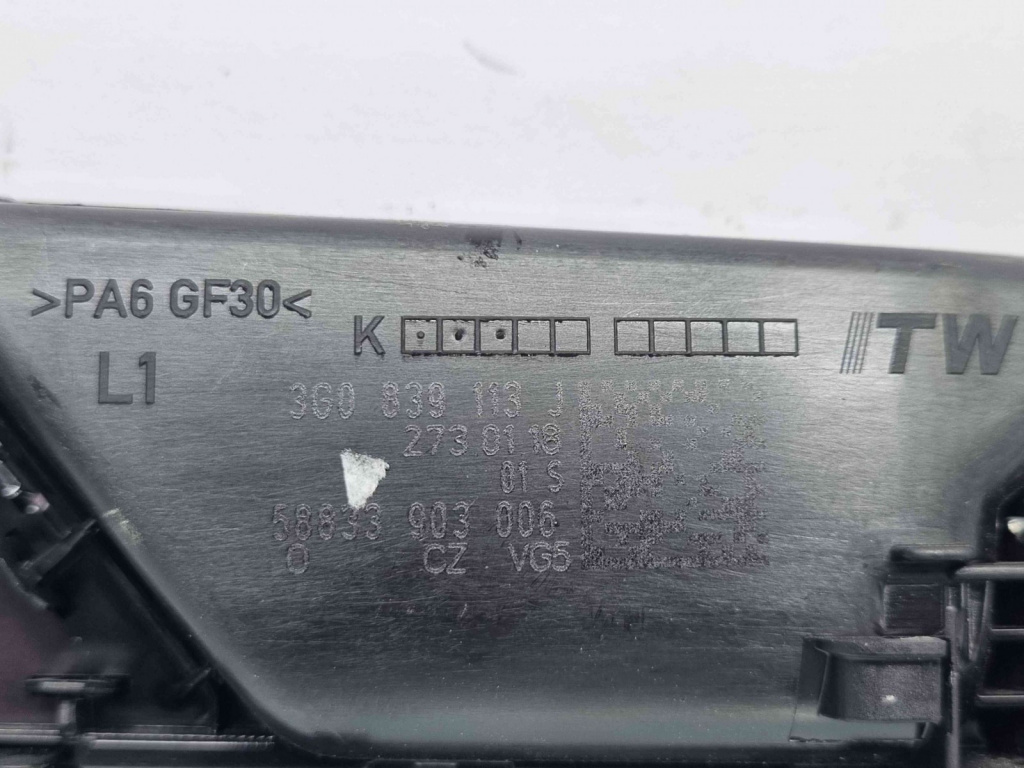 >PA6 GF30<
L1
K
ITW
3G0 839 113 J
273 01 18
01 S
58833 903 006
0 CZ VG5